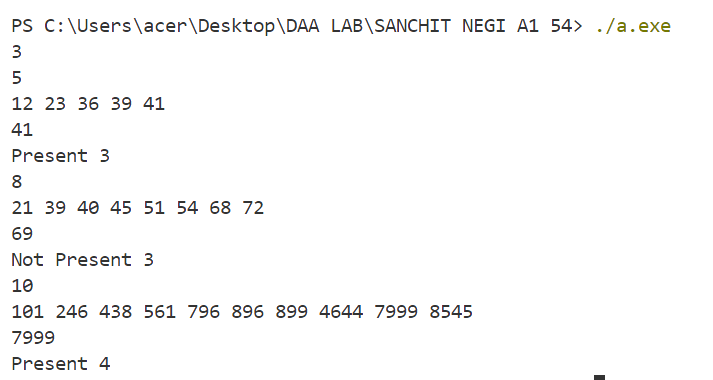 PS C:\Users\acer\Desktop\DAA LAB\SANCHIT NEGI A1 54> ./a.exe
3
5
12 23 36 39 41
41
Present 3
8
21 39 40 45 51 54 68 72
69
Not Present 3
10
101 246 438 561 796 896 899 4644 7999 8545
7999
Present 4